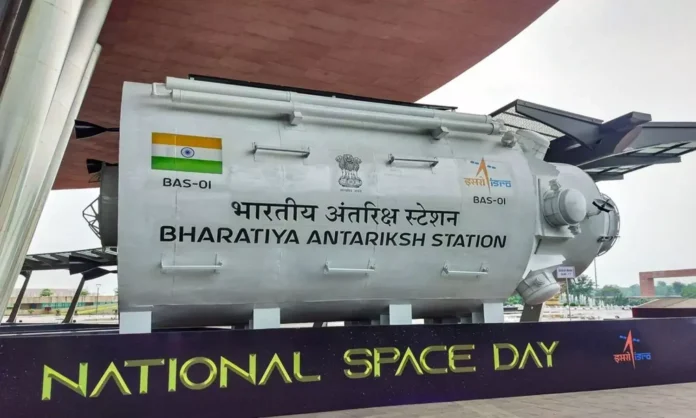 BAS-01
इसरो isro
BAS-01
भारतीय अंतरिक्ष स्टेशन
BHARATIYA ANTARIKSH STATION
NATIONAL SPACE DAY
इसरो isro